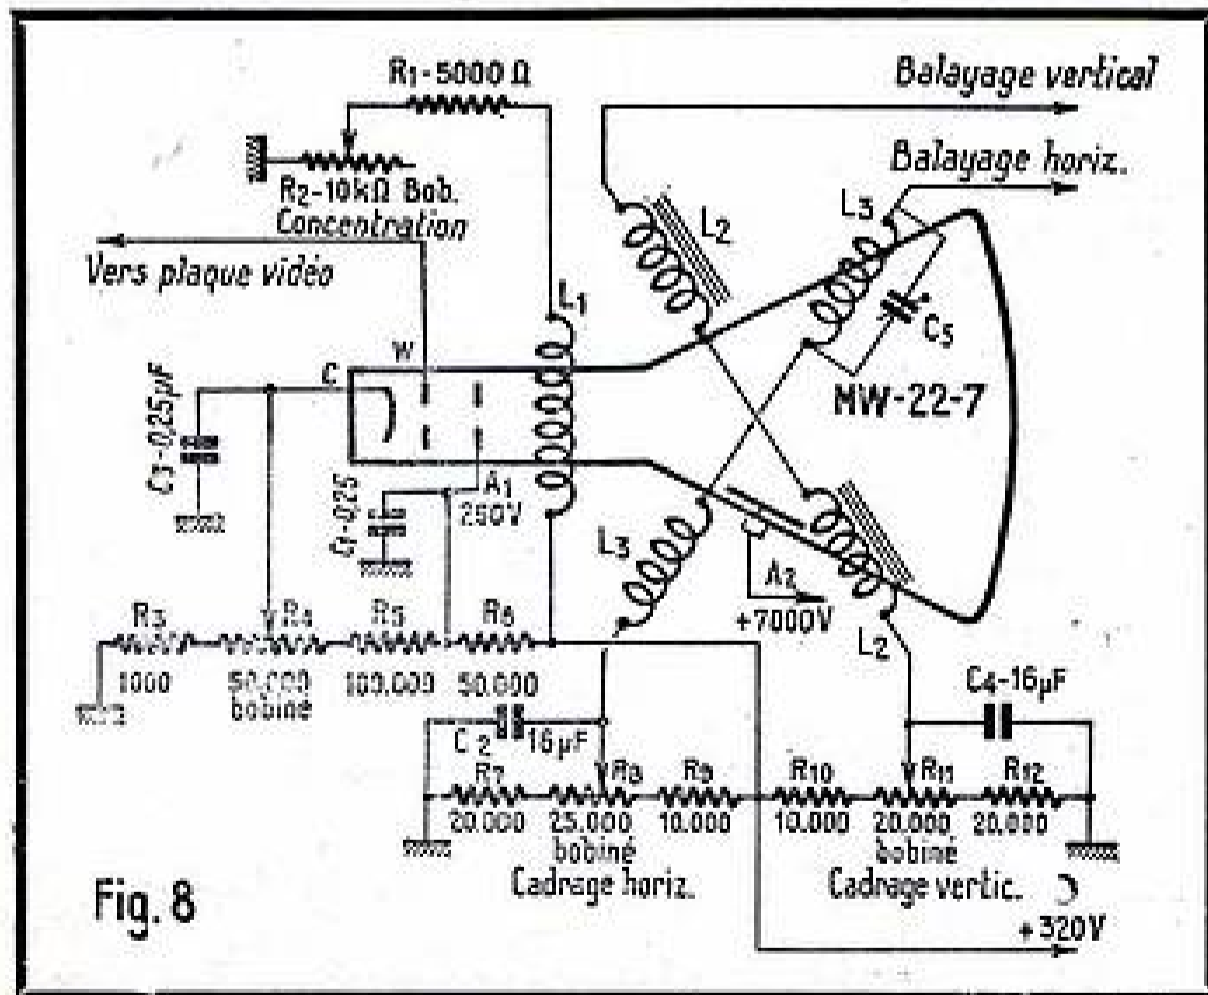 R1-5000 Ω
Balayage vertical
Balayage horiz.
R2-10kΩ Bob.
Concentration
Vers plaque vidéo
L1
L2
L3
C5
MW-22-7
W
C
C3-0,25µF
A1
250V
C1-0,25
L3
A2
+7000V
L2
R3
R4
R5
R6
1000
50.000
bobiné
100.000
50.000
C4-16µF
C2
16µF
R7
R8
R9
R10
R11
R12
20.000
25.000
10.000
10.000
20.000
20.000
bobiné
bobiné
Cadrage horiz.
Cadrage vertic.
Fig. 8
+320V